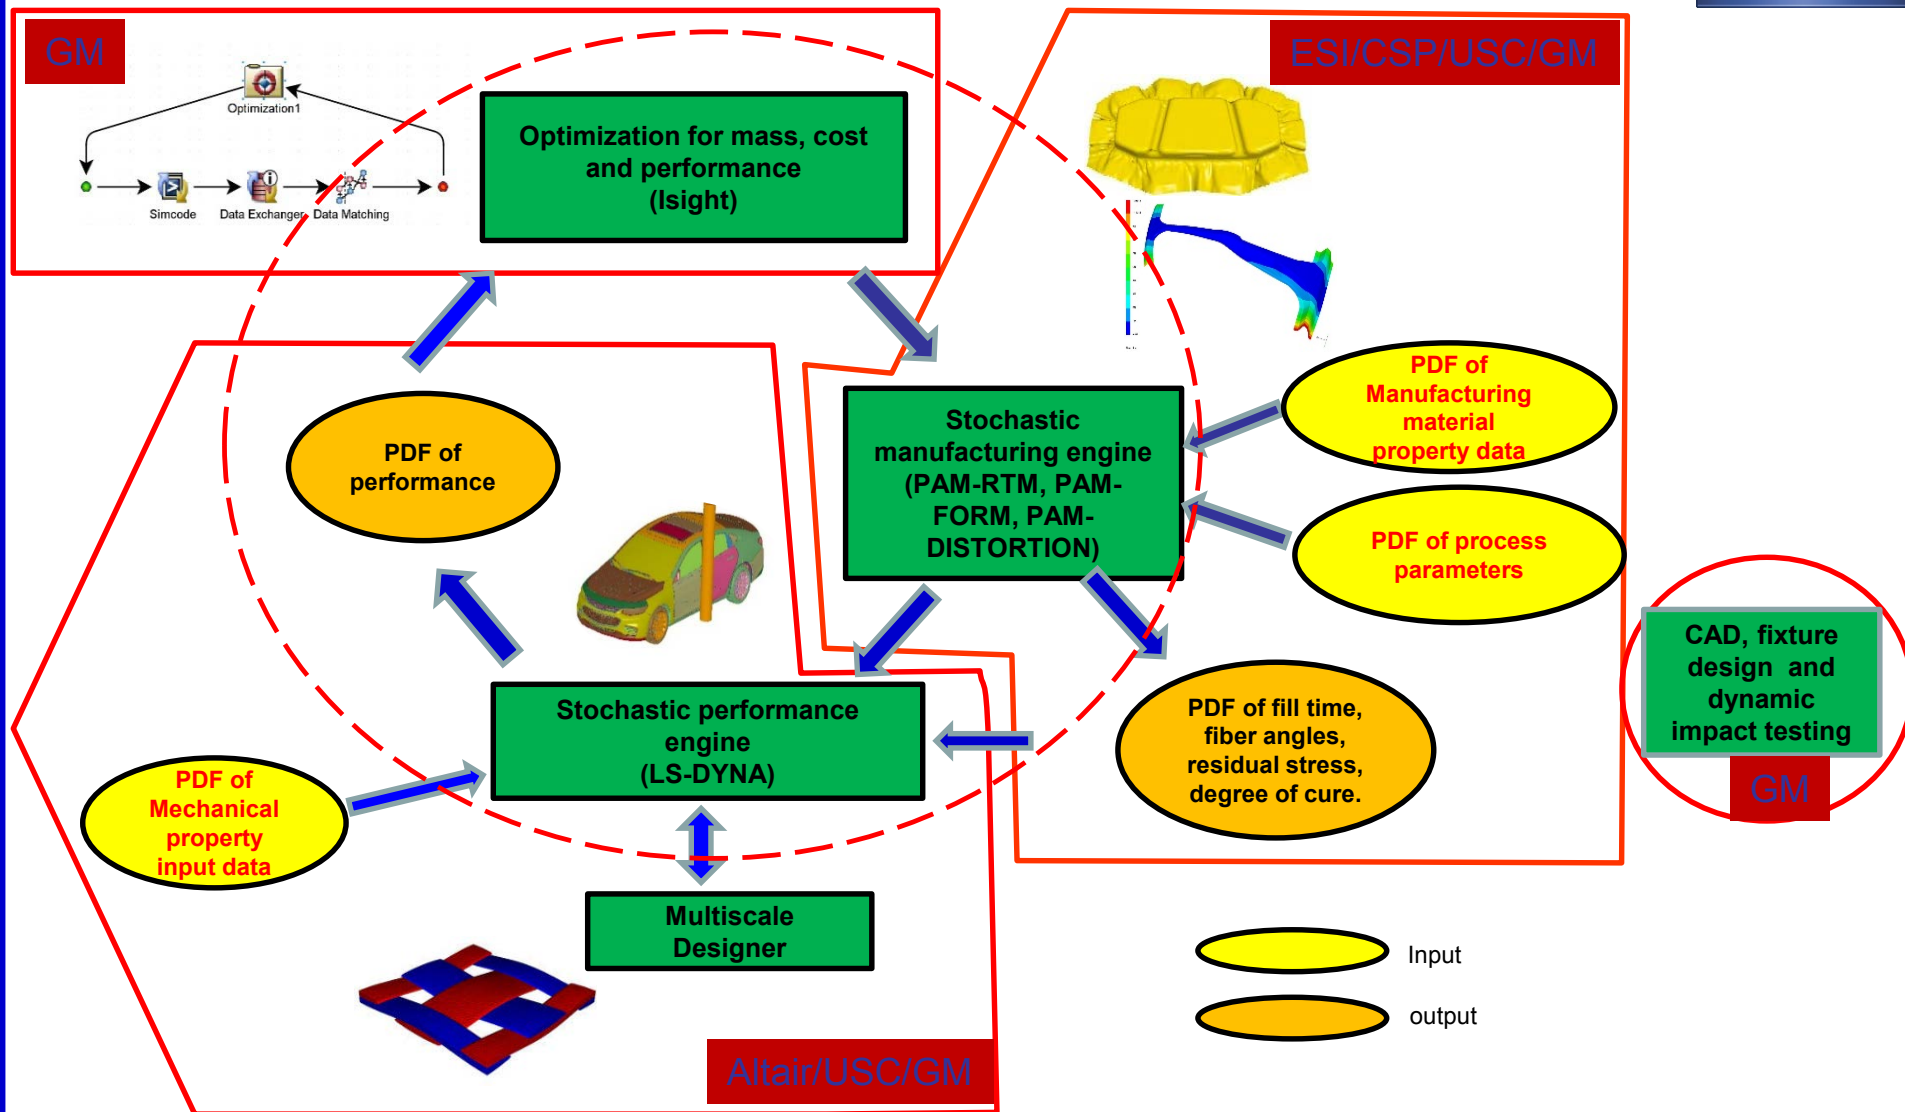 GM
Optimization1
Simcode
Data Exchanger
Data Matching
Optimization for mass, cost
and performance
(Isight)
ESI/CSP/USC/GM
PDF of
Manufacturing
material
property data
Stochastic
manufacturing engine
(PAM-RTM, PAM-
FORM, PAM-
DISTORTION)
PDF of process
parameters
PDF of
performance
CAD, fixture
design and
dynamic
impact testing
GM
Stochastic performance
engine
(LS-DYNA)
PDF of fill time,
fiber angles,
residual stress,
degree of cure.
PDF of
Mechanical
property
input data
Multiscale
Designer
Altair/USC/GM
Input
output